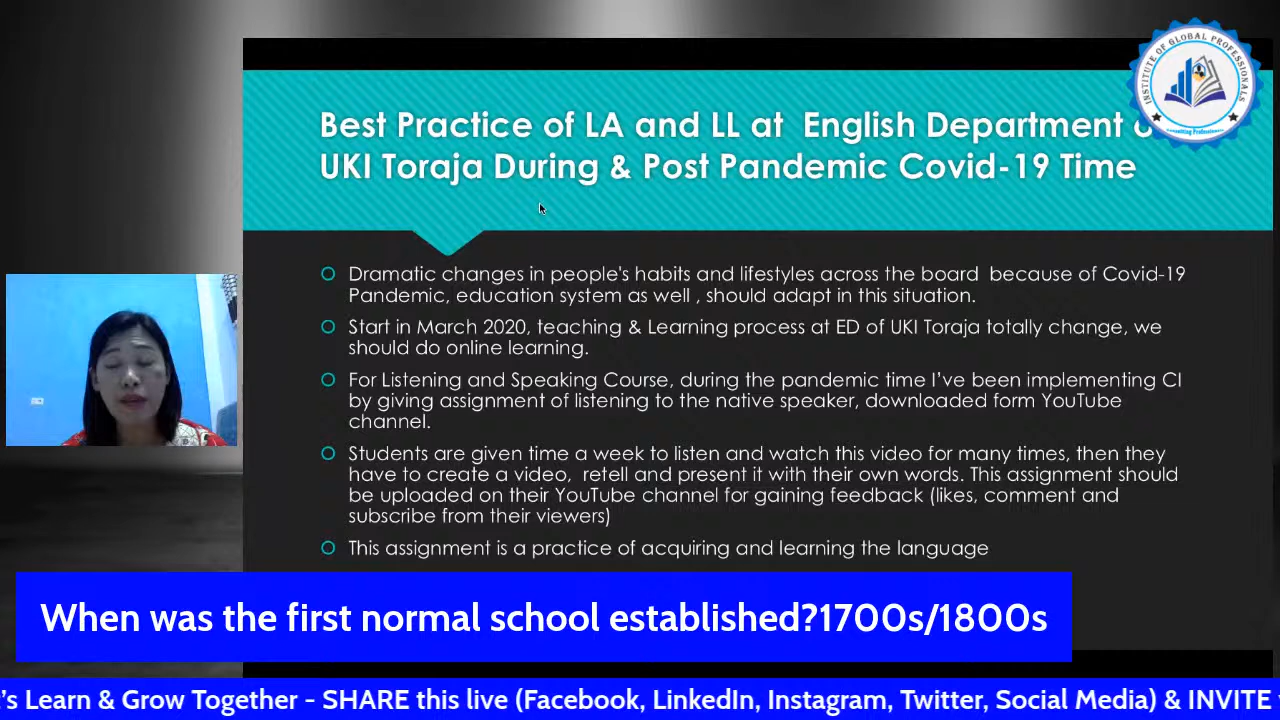 Best Practice of LA and LL at English Department
UKI Toraja During & Post Pandemic Covid-19 Time
INSTITUTE OF GLOBAL PROFESSIONALS
Dramatic changes in people's habits and lifestyles across the board because of Covid-19
Pandemic, education system as well , should adapt in this situation.
Start in March 2020, teaching & Learning process at ED of UKI Toraja totally change, we
should do online learning.
For Listening and Speaking Course, during the pandemic time I've been implementing CI
by giving assignment of listening to the native speaker, downloaded form YouTube
channel.
Students are given time a week to listen and watch this video for many times, then they
have to create a video, retell and present it with their own words. This assignment should
be uploaded on their YouTube channel for gaining feedback (likes, comment and
subscribe from their viewers)
This assignment is a practice of acquiring and learning the language
When was the first normal school established?1700s/1800s
's Learn & Grow Together - SHARE this live (Facebook, LinkedIn, Instagram, Twitter, Social Media) & INVITE